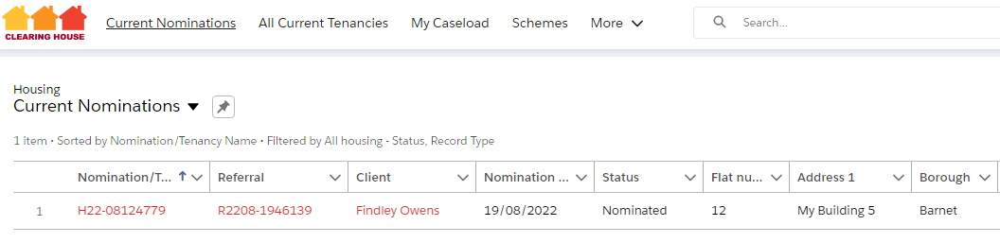 CLEARING HOUSE
Current Nominations All Current Tenancies My Caseload Schemes More Search...
Housing
Current Nominations
1 item • Sorted by Nomination/Tenancy Name • Filtered by All housing - Status, Record Type
Nomination/T... Referral Client Nomination ... Status Flat nu... Address 1 Borough
1 H22-08124779 R2208-1946139 Findley Owens 19/08/2022 Nominated 12 My Building 5 Barnet